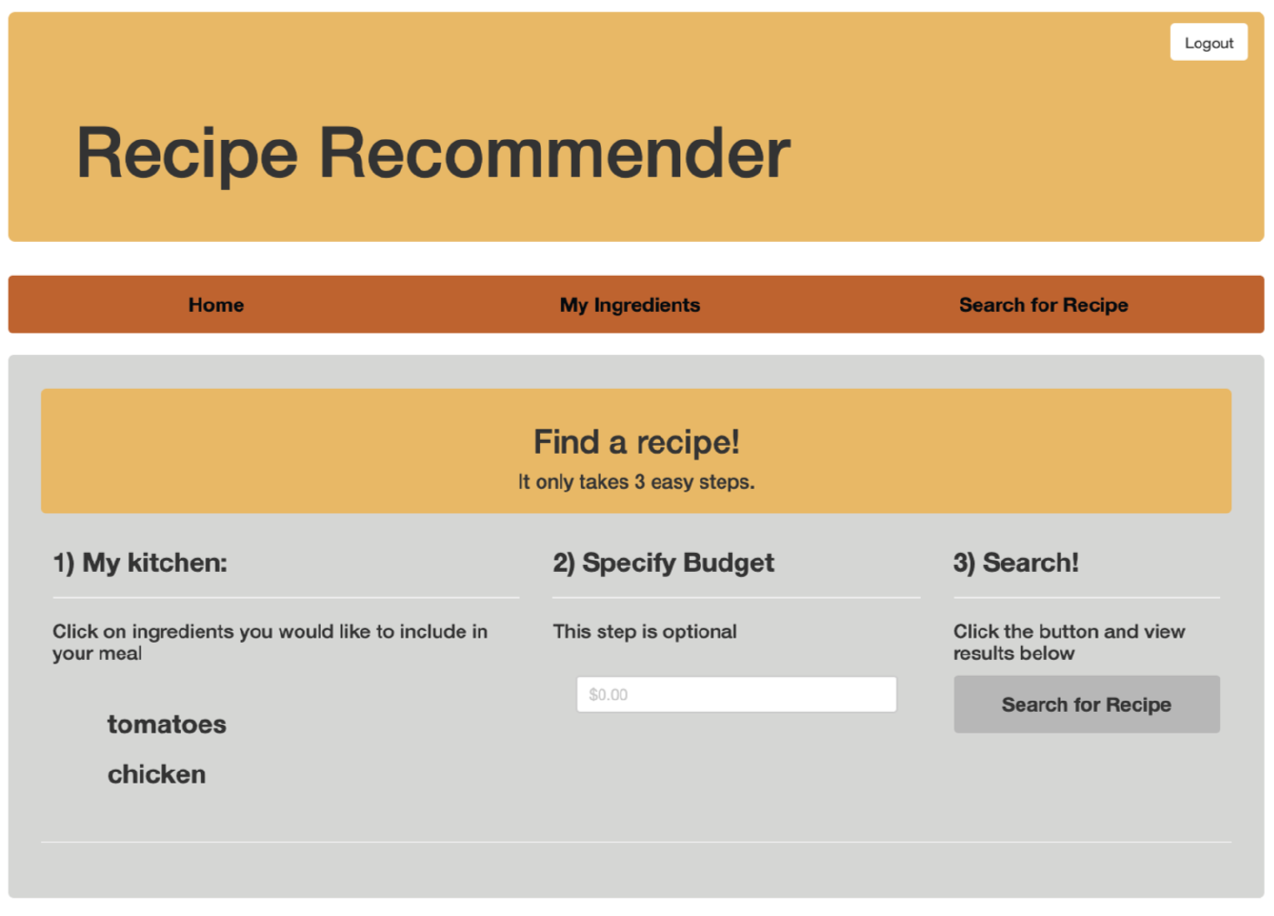 Logout
Recipe Recommender
Home
My Ingredients
Search for Recipe
Find a recipe!
It only takes 3 easy steps.
1) My kitchen:
Click on ingredients you would like to include in
your meal
tomatoes
chicken
2) Specify Budget
This step is optional
$0.00
3) Search!
Click the button and view
results below
Search for Recipe